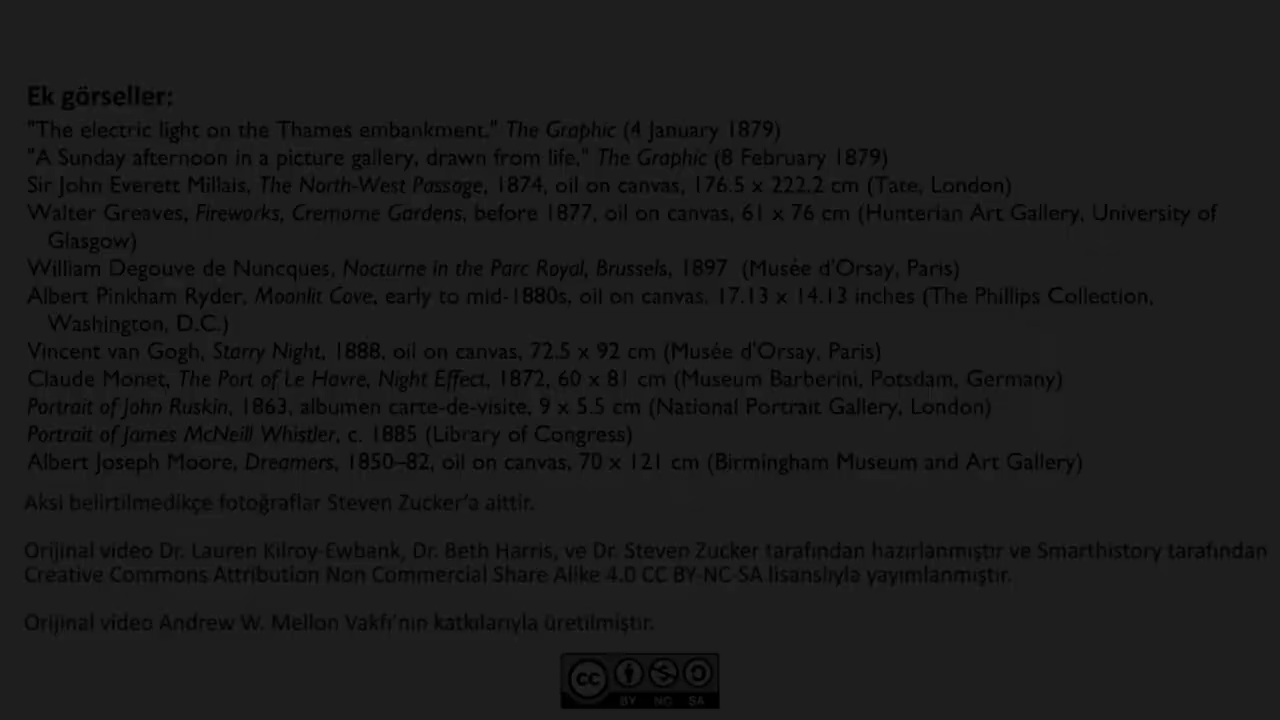 Ek görseller:
"The electric light on the Thames embankment," The Graphic (4 January 1879)
"A Sunday afternoon in a picture gallery, drawn from life," The Graphic (8 February 1879)
Sir John Everett Millais, The North-West Passage, 1874, oil on canvas, 176.5 x 222.2 cm (Tate, London)
Walter Greaves, Fireworks, Cremorne Gardens, before 1877, oil on canvas, 61 x 76 cm (Hunterian Art Gallery, University of
Glasgow)
William Degouve de Nuncques, Nocturne in the Parc Royal, Brussels, 1897 (Musée d'Orsay, Paris)
Albert Pinkham Ryder, Moonlit Cove, early to mid-1880s, oil on canvas, 17.13 x 14.13 inches (The Phillips Collection,
Washington, D.C.)
Vincent van Gogh, Starry Night, 1888, oil on canvas, 72.5 x 92 cm (Musée d'Orsay, Paris)
Claude Monet, The Port of Le Havre, Night Effect, 1872, 60 x 81 cm (Museum Barberini, Potsdam, Germany)
Portrait of John Ruskin, 1863, albumen carte-de-visite, 9 x 5.5 cm (National Portrait Gallery, London)
Portrait of James McNeill Whistler, c. 1885 (Library of Congress)
Albert Joseph Moore, Dreamers, 1850–82, oil on canvas, 70 x 121 cm (Birmingham Museum and Art Gallery)
Aksi belirtilmedikçe fotoğraflar Steven Zucker'a aittir.
Orijinal video Dr. Lauren Kilroy-Ewbank, Dr. Beth Harris, ve Dr. Steven Zucker tarafından hazırlanmıştır ve Smarthistory tarafından
Creative Commons Attribution Non Commercial Share Alike 4.0 CC BY-NC-SA lisansıyla yayımlanmıştır.
Orijinal video Andrew W. Mellon Vakfı'nın katkılarıyla üretilmiştir.
cc BY NC SA